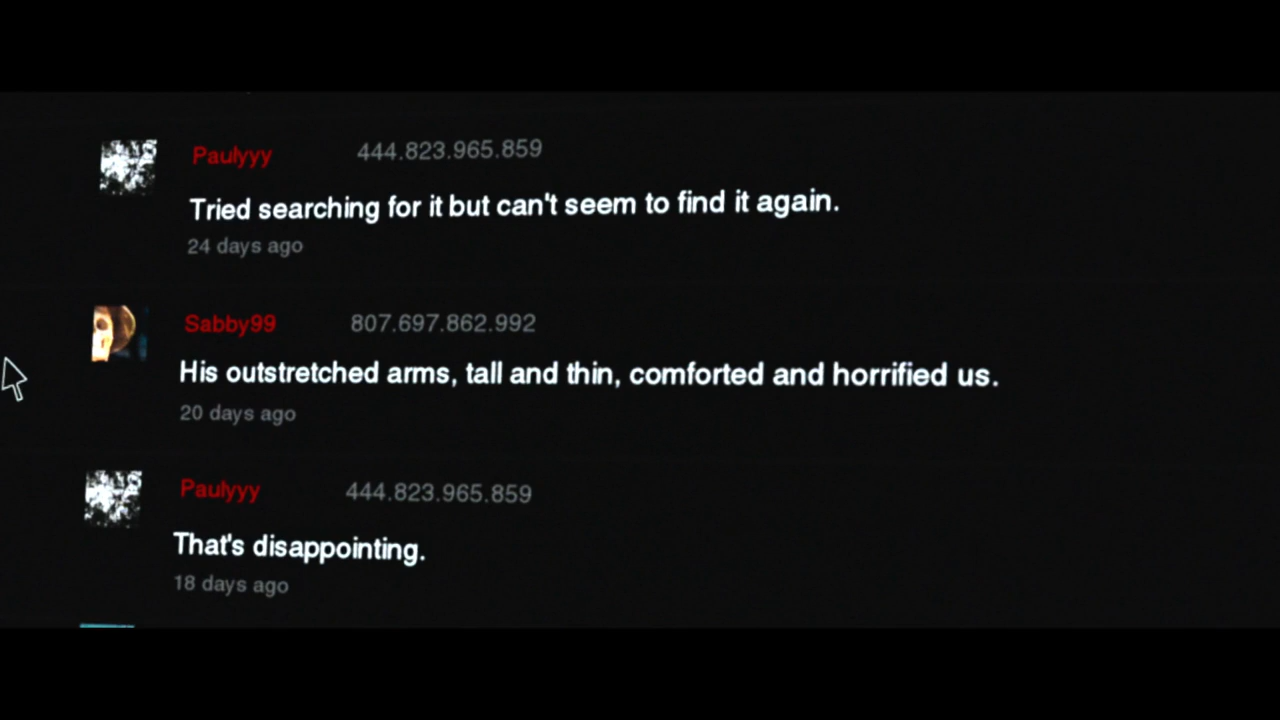 Paulyyy 444.823.965.859
Tried searching for it but can't seem to find it again.
24 days ago
Sabby99 807.697.862.992
His outstretched arms, tall and thin, comforted and horrified us.
20 days ago
Paulyyy 444.823.965.859
That's disappointing.
18 days ago